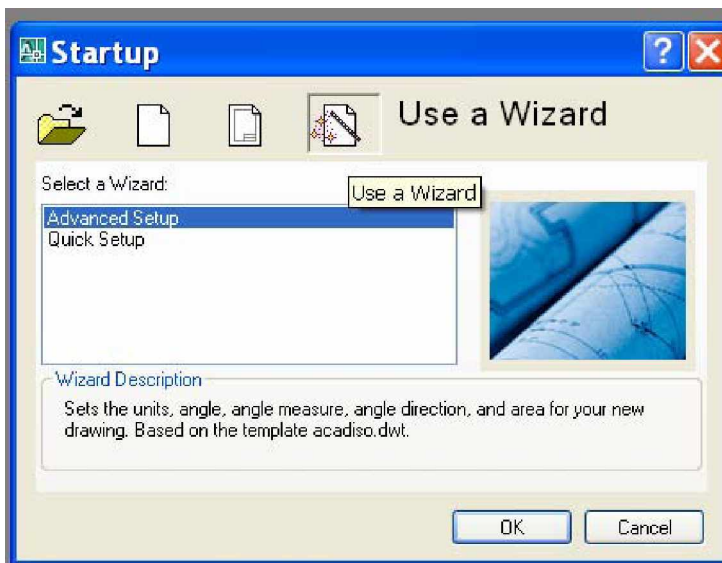 Startup
Use a Wizard
Select a Wizard:
Use a Wizard
Advanced Setup
Quick Setup
Wizard Description
Sets the units, angle, angle measure, angle direction, and area for your new
drawing. Based on the template acadiso.dwt.
OK
Cancel